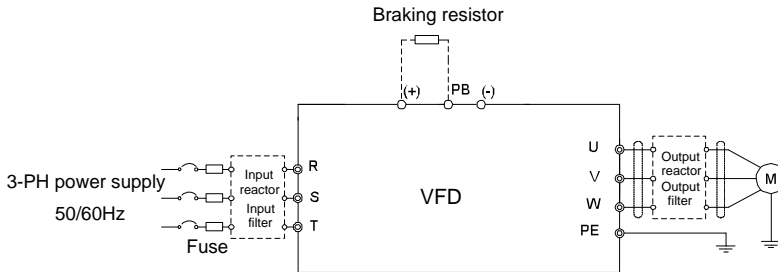 Braking resistor
(+)
PB
(-)
3-PH power supply
50/60Hz
Fuse
Input
reactor
Input
filter
R
S
T
VFD
U
V
W
PE
Output
reactor
Output
filter
M